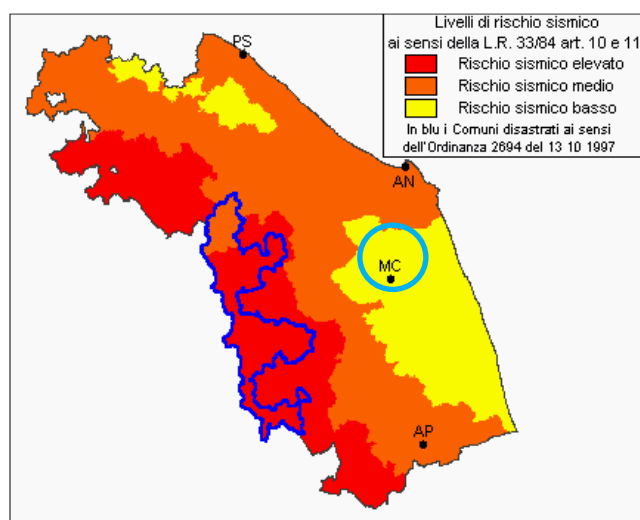 Livelli di rischio sismico
ai sensi della L.R. 33/84 art. 10 e 11
Rischio sismico elevato
Rischio sismico medio
Rischio sismico basso
In blu i Comuni disastrati ai sensi
dell'Ordinanza 2694 del 13 10 1997
PS
AN
MC
AP